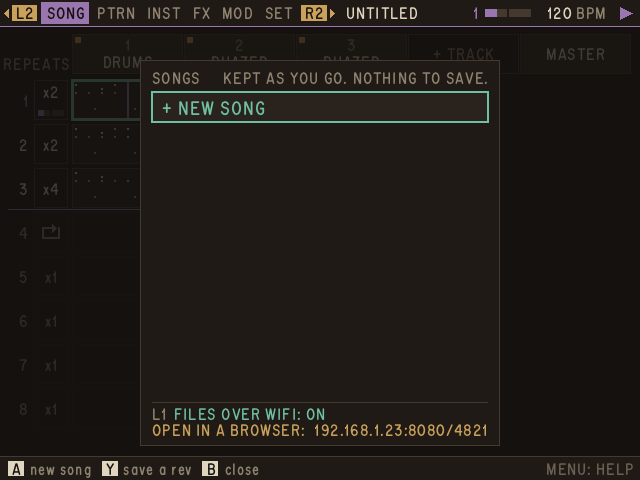 L2 SONG PTRN INST FX MOD SET R2 UNTITLED 1 120 BPM
1 2 3 + TRACK MASTER
REPEATS DRUMS
SONGS KEPT AS YOU GO. NOTHING TO SAVE.
1 x2
+ NEW SONG
2 x2
3 x4
4
5 x1
6 x1
7 x1
8 x1
L1 FILES OVER WIFI: ON
OPEN IN A BROWSER: 192.168.1.23:8080/4821
A new song Y save a rev B close MENU: HELP